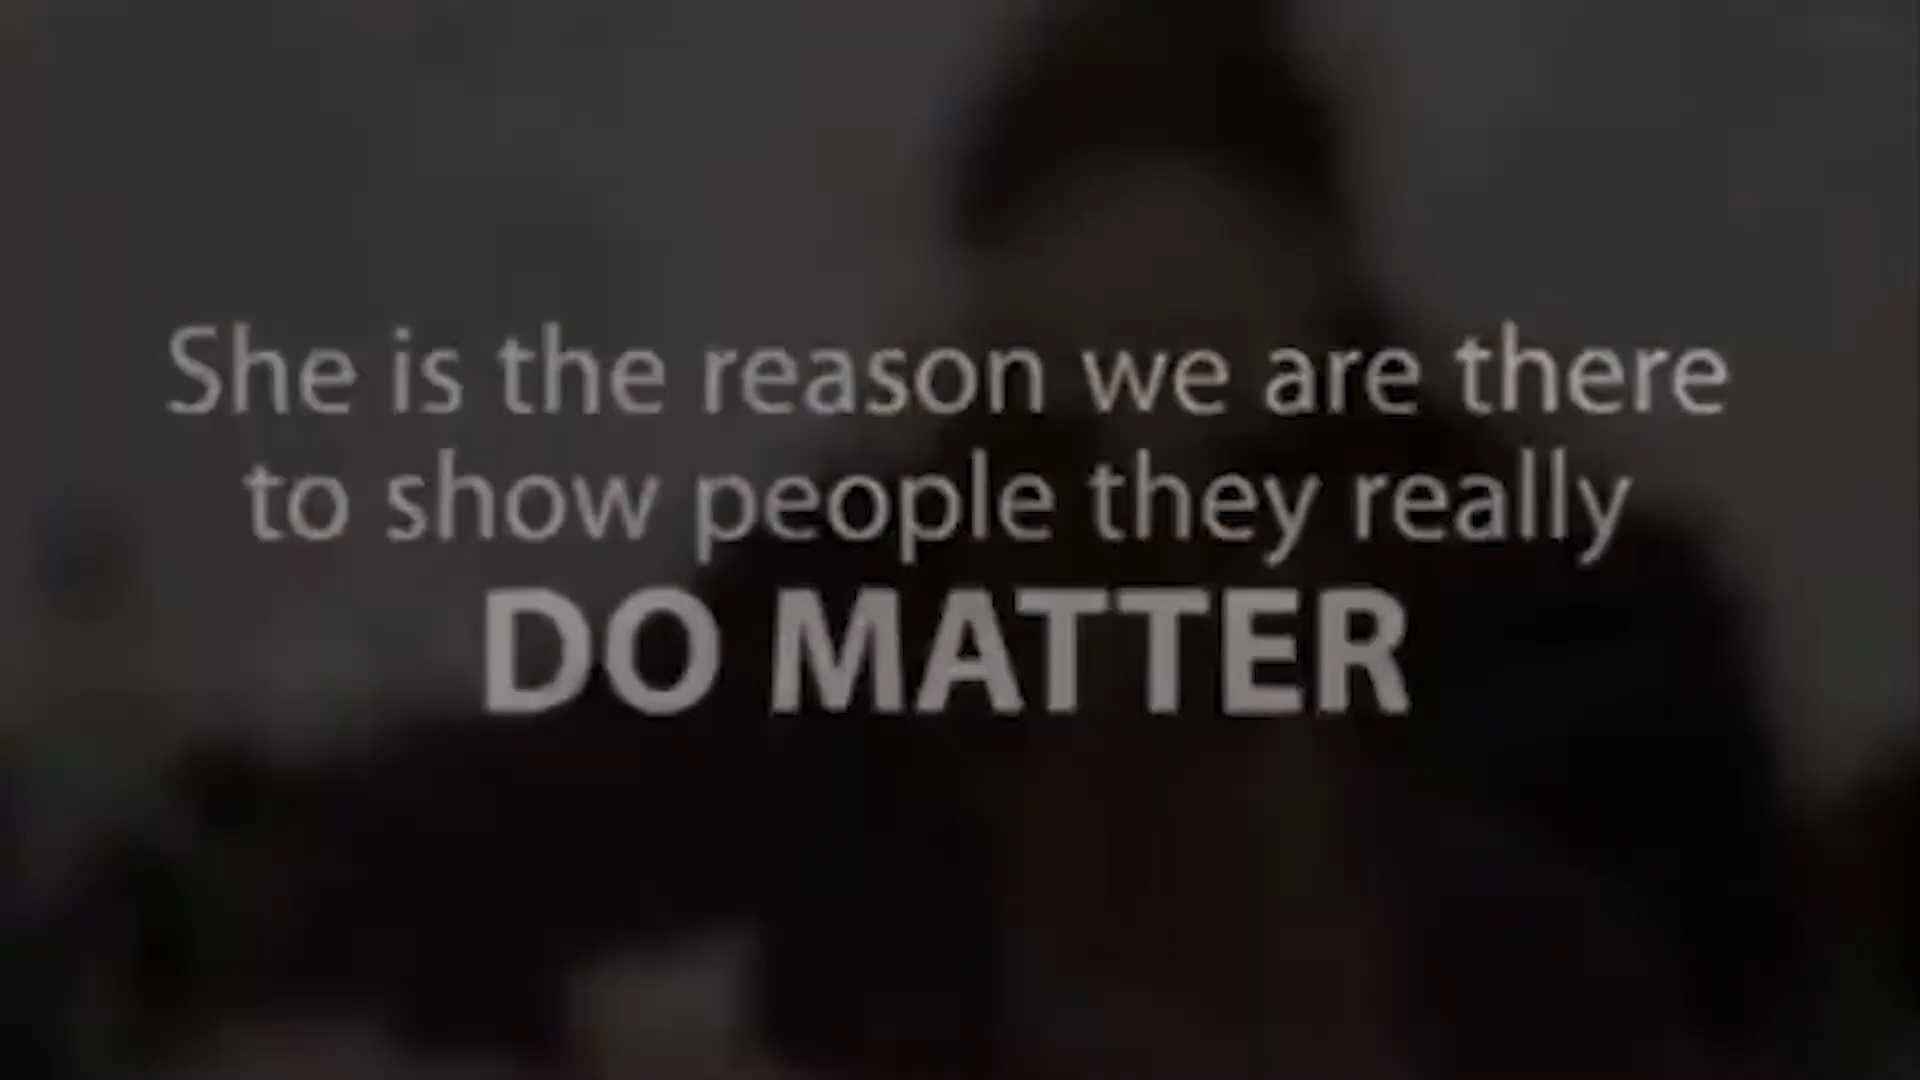 She is the reason we are there
to show people they really
DO MATTER